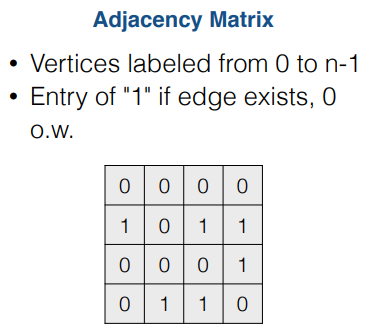 Adjacency Matrix
• Vertices labeled from 0 to n-1
• Entry of "1" if edge exists, 0
o.w.
0 0 0 0
1 0 1 1
0 0 0 1
0 1 1 0